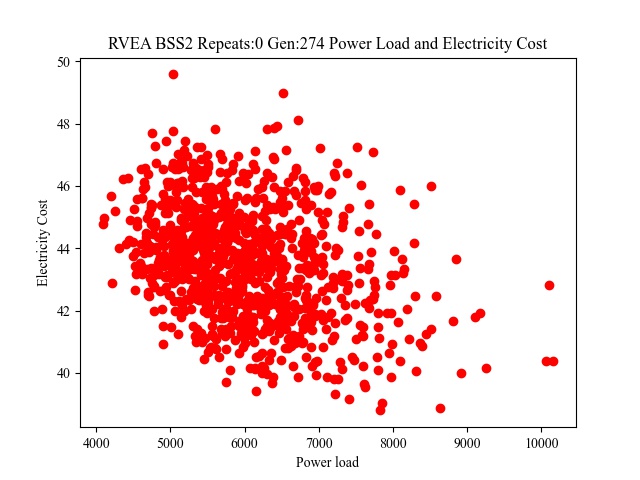 RVEA BSS2 Repeats:0 Gen:274 Power Load and Electricity Cost
50
48
46
44
42
40
Electricity Cost
4000 5000 6000 7000 8000 9000 10000
Power load